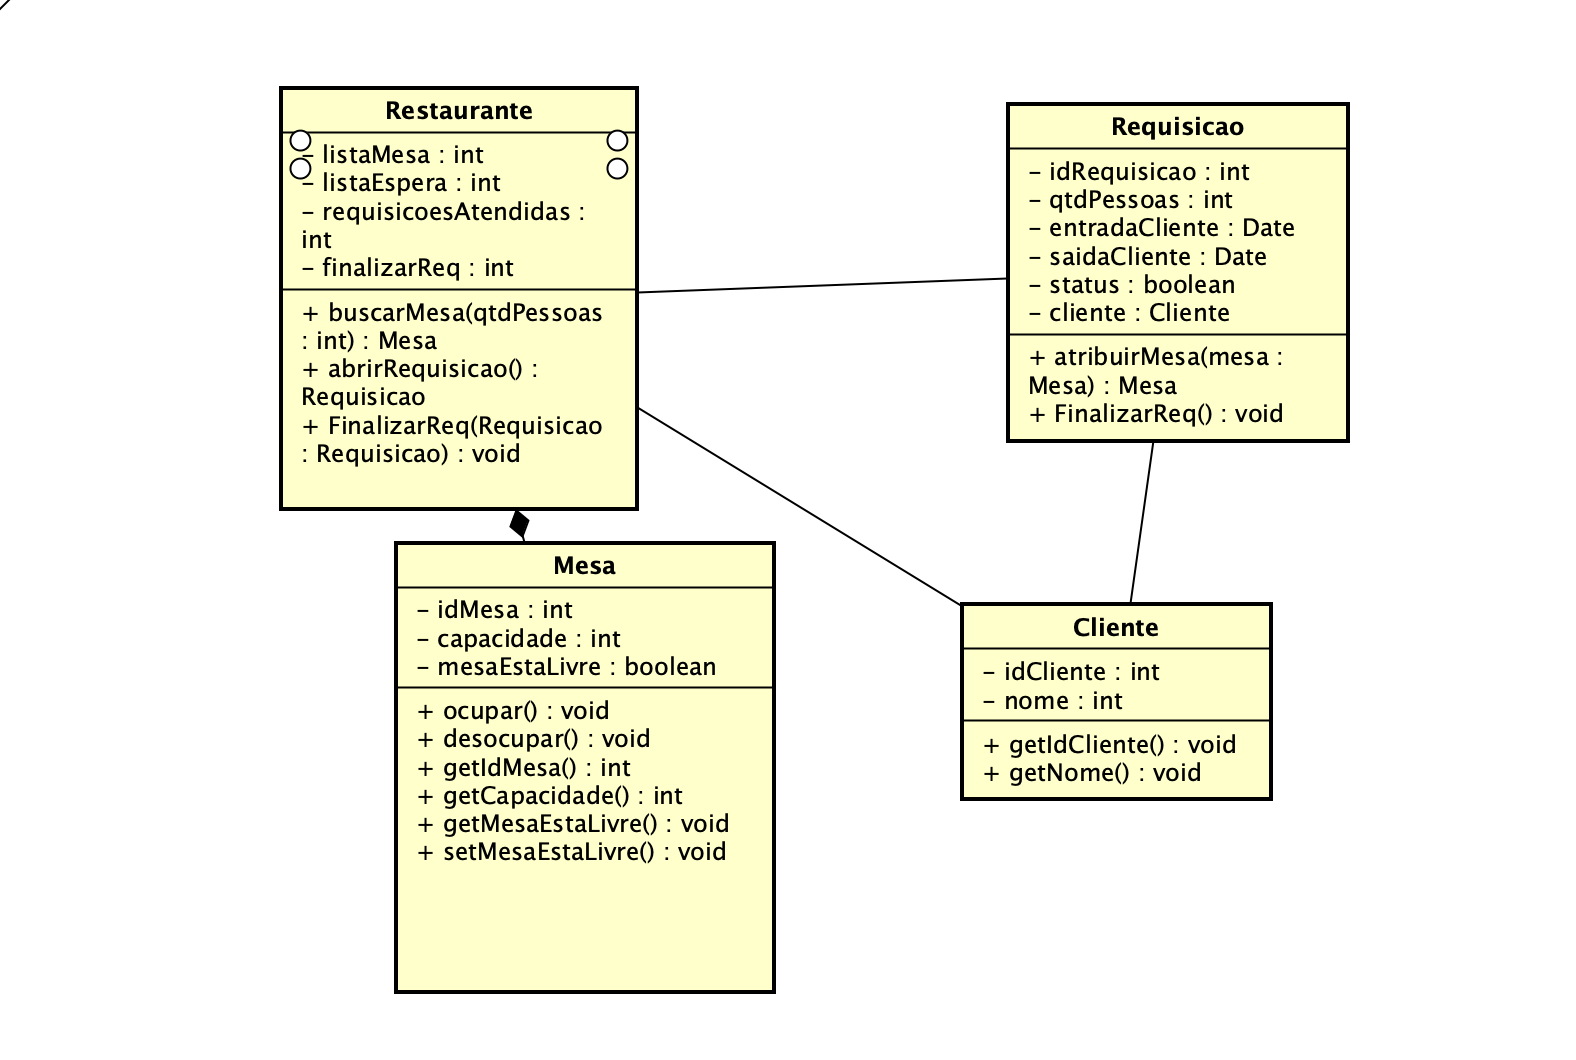 Restaurante
– listaMesa : int
– listaEspera : int
– requisicoesAtendidas :
int
– finalizarReq : int
+ buscarMesa(qtdPessoas
: int) : Mesa
+ abrirRequisicao() :
Requisicao
+ FinalizarReq(Requisicao
: Requisicao) : void
Requisicao
– idRequisicao : int
– qtdPessoas : int
– entradaCliente : Date
– saidaCliente : Date
– status : boolean
– cliente : Cliente
+ atribuirMesa(mesa :
Mesa) : Mesa
+ FinalizarReq() : void
Mesa
– idMesa : int
– capacidade : int
– mesaEstaLivre : boolean
+ ocupar() : void
+ desocupar() : void
+ getIdMesa() : int
+ getCapacidade() : int
+ getMesaEstaLivre() : void
+ setMesaEstaLivre() : void
Cliente
– idCliente : int
– nome : int
+ getIdCliente() : void
+ getNome() : void